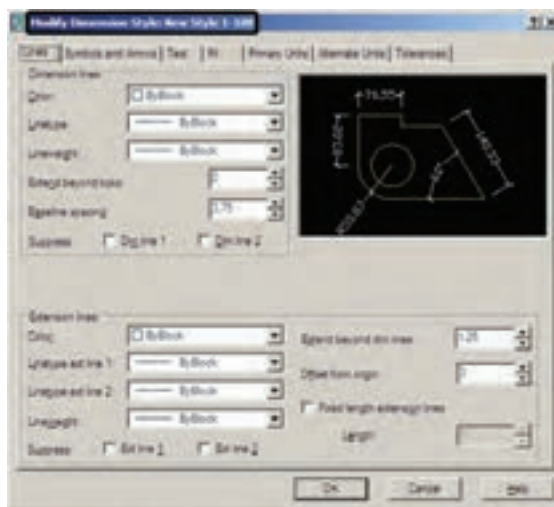 Modify Dimension Style: New Style 1-100
Lines Symbols and Arrows Text Fit Primary Units Alternate Units Tolerances
Dimension lines
Color: ByBlock
Linetype: ByBlock
Lineweight: ByBlock
Extend beyond ticks:
Baseline spacing: 3.75
Suppress: Dim line 1 Dim line 2
Extension lines
Color: ByBlock
Linetype ext line 1: ByBlock
Linetype ext line 2: ByBlock
Lineweight: ByBlock
Suppress: Ext line 1 Ext line 2
Extend beyond dim lines: 1.25
Offset from origin:
Fixed length extension lines
Length:
OK Cancel Help